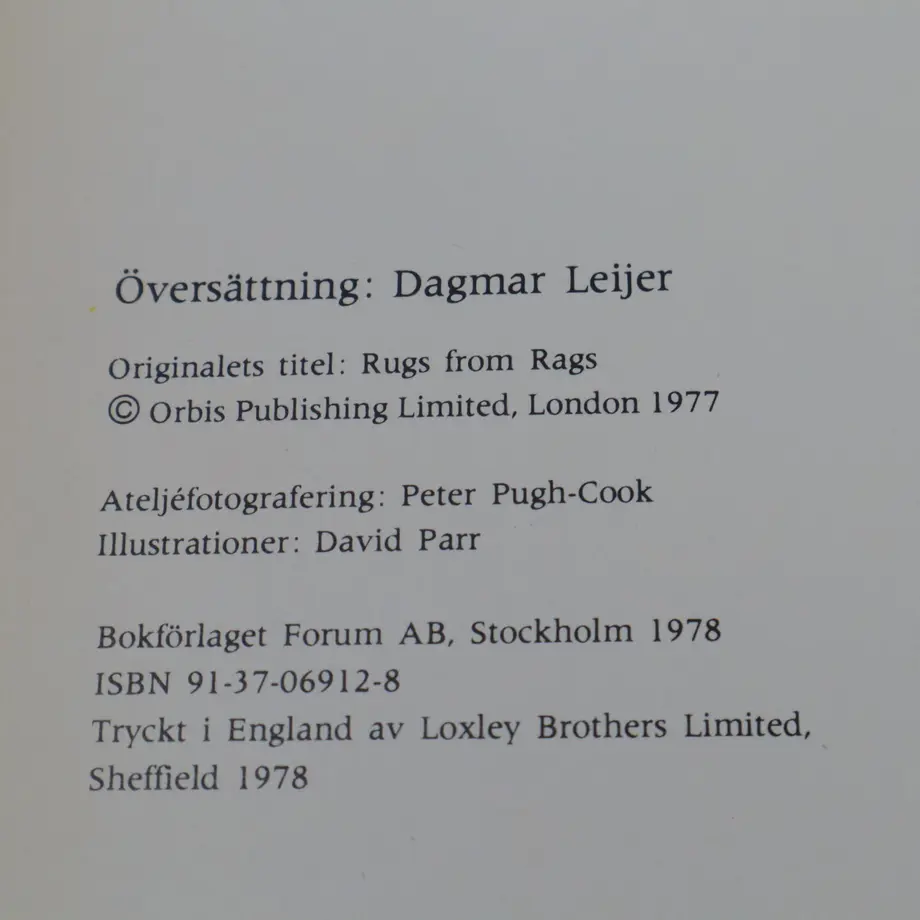 Översättning: Dagmar Leijer
Originalets titel: Rugs from Rags
© Orbis Publishing Limited, London 1977
Ateljéfotografering: Peter Pugh-Cook
Illustrationer: David Parr
Bokförlaget Forum AB, Stockholm 1978
ISBN 91-37-06912-8
Tryckt i England av Loxley Brothers Limited,
Sheffield 1978